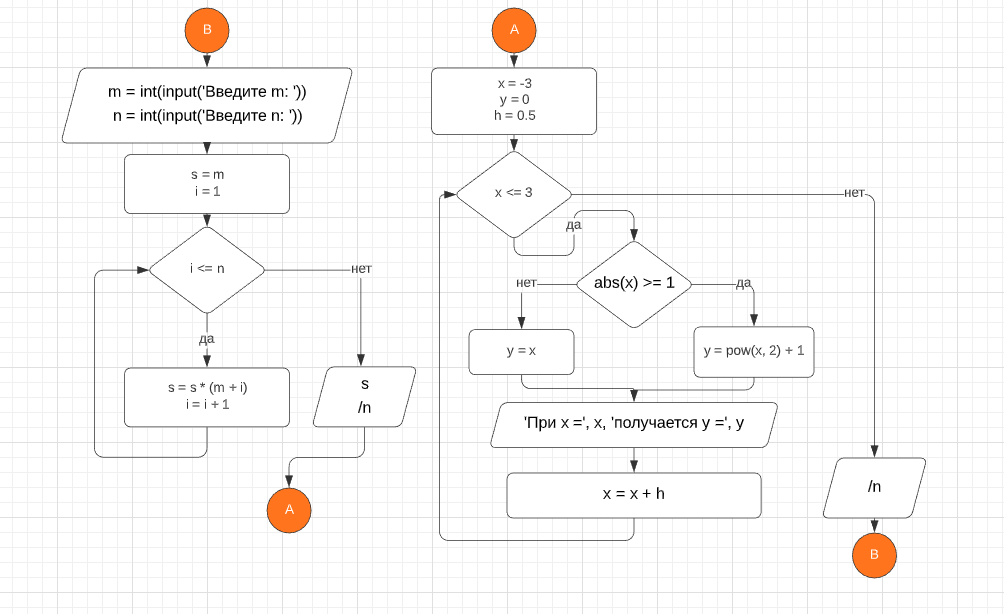 В
m = int(input('Введите m: '))
n = int(input('Введите n: '))
s = m
i = 1
i <= n
нет
да
s = s * (m + i)
i = i + 1
s
/n
А
А
x = -3
y = 0
h = 0.5
x <= 3
нет
да
abs(x) >= 1
нет
да
y = x
y = pow(x, 2) + 1
'При x =', x, 'получается y =', y
x = x + h
/n
В